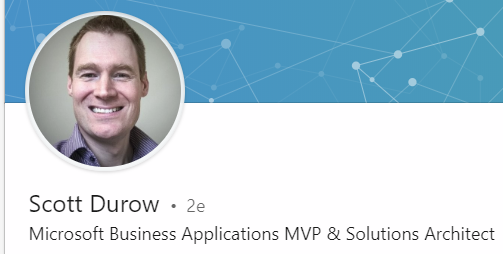 Scott Durow • 2e
Microsoft Business Applications MVP & Solutions Architect